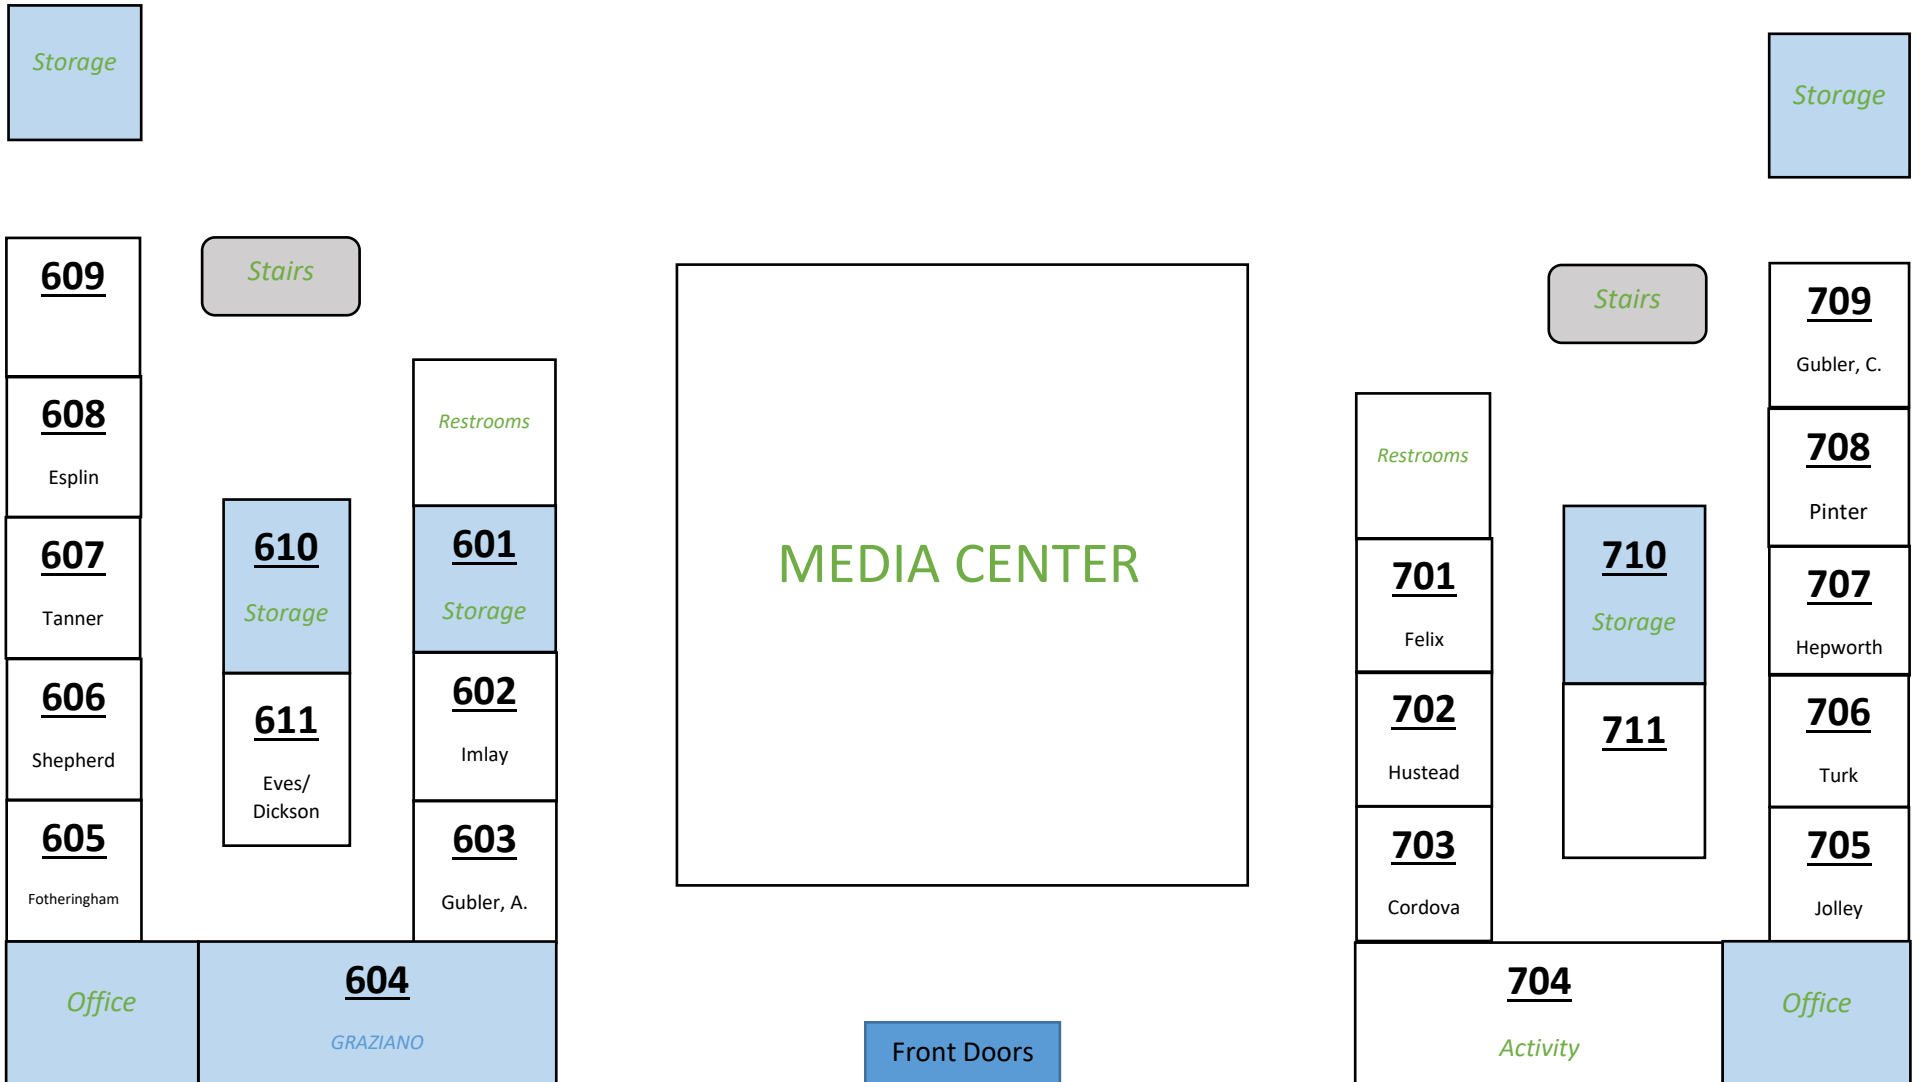 Storage
Storage
609
Stairs
Stairs
709
Gubler, C.
608
Esplin
Restrooms
Restrooms
708
Pinter
607
Tanner
610
Storage
601
Storage
MEDIA CENTER
701
Felix
710
Storage
707
Hepworth
606
Shepherd
611
Eves/
Dickson
602
Imlay
702
Hustead
711
706
Turk
605
Fotheringham
603
Gubler, A.
703
Cordova
705
Jolley
Office
604
GRAZIANO
Front Doors
704
Activity
Office